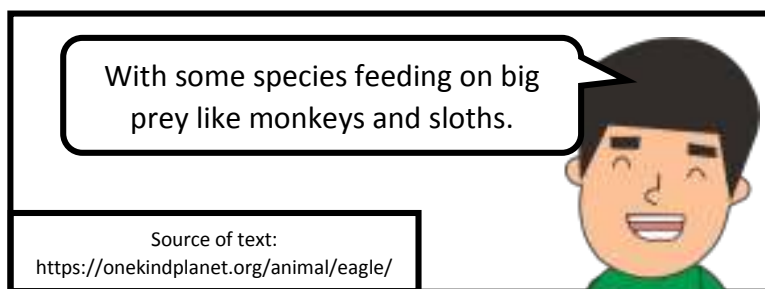 With some species feeding on big
prey like monkeys and sloths.
Source of text:
https://onekindplanet.org/animal/eagle/